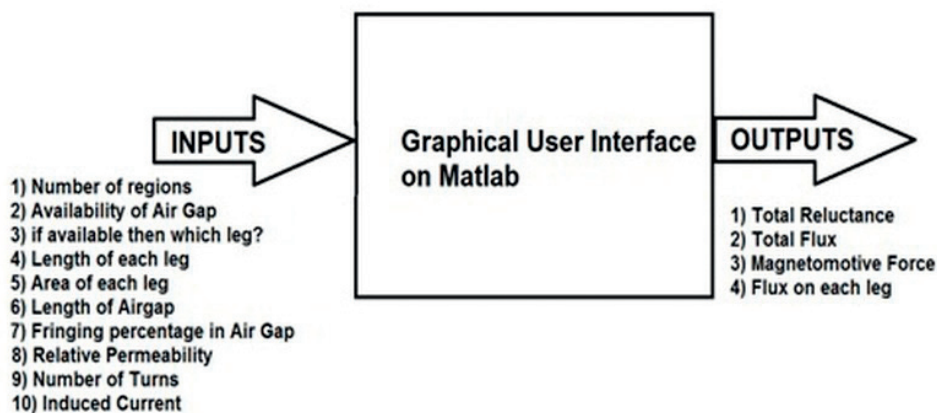 INPUTS
1) Number of regions
2) Availability of Air Gap
3) if available then which leg?
4) Length of each leg
5) Area of each leg
6) Length of Airgap
7) Fringing percentage in Air Gap
8) Relative Permeability
9) Number of Turns
10) Induced Current
Graphical User Interface
on Matlab
OUTPUTS
1) Total Reluctance
2) Total Flux
3) Magnetomotive Force
4) Flux on each leg